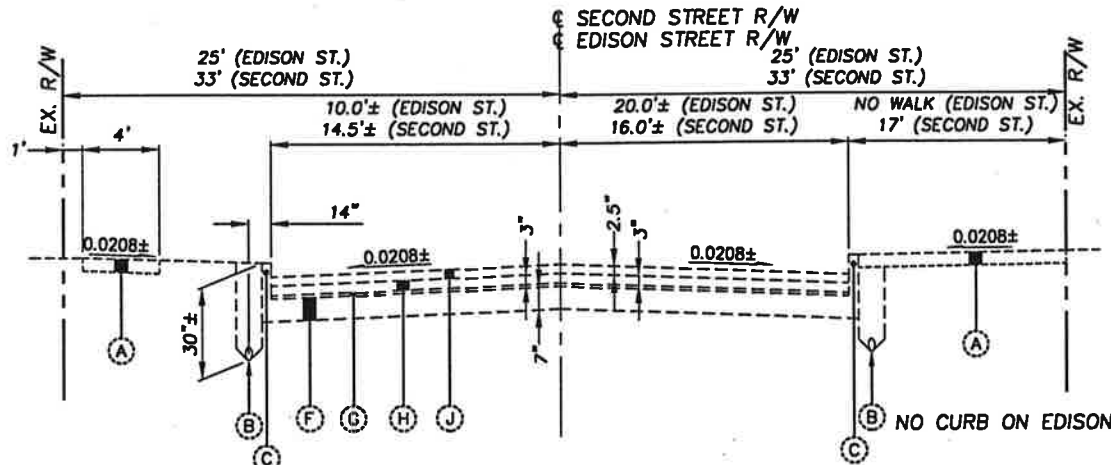 ℄ SECOND STREET R/W
℄ EDISON STREET R/W
EX. R/W
25' (EDISON ST.)
33' (SECOND ST.)
25' (EDISON ST.)
33' (SECOND ST.)
EX. R/W
10.0'± (EDISON ST.)
14.5'± (SECOND ST.)
20.0'± (EDISON ST.)
16.0'± (SECOND ST.)
NO WALK (EDISON ST.)
17' (SECOND ST.)
1'
4'
14"
3"
2.5"
3"
0.0208±
0.0208±
0.0208±
0.0208±
30"±
7"
A
B
C
F
G
H
J
A
B
C
NO CURB ON EDISON